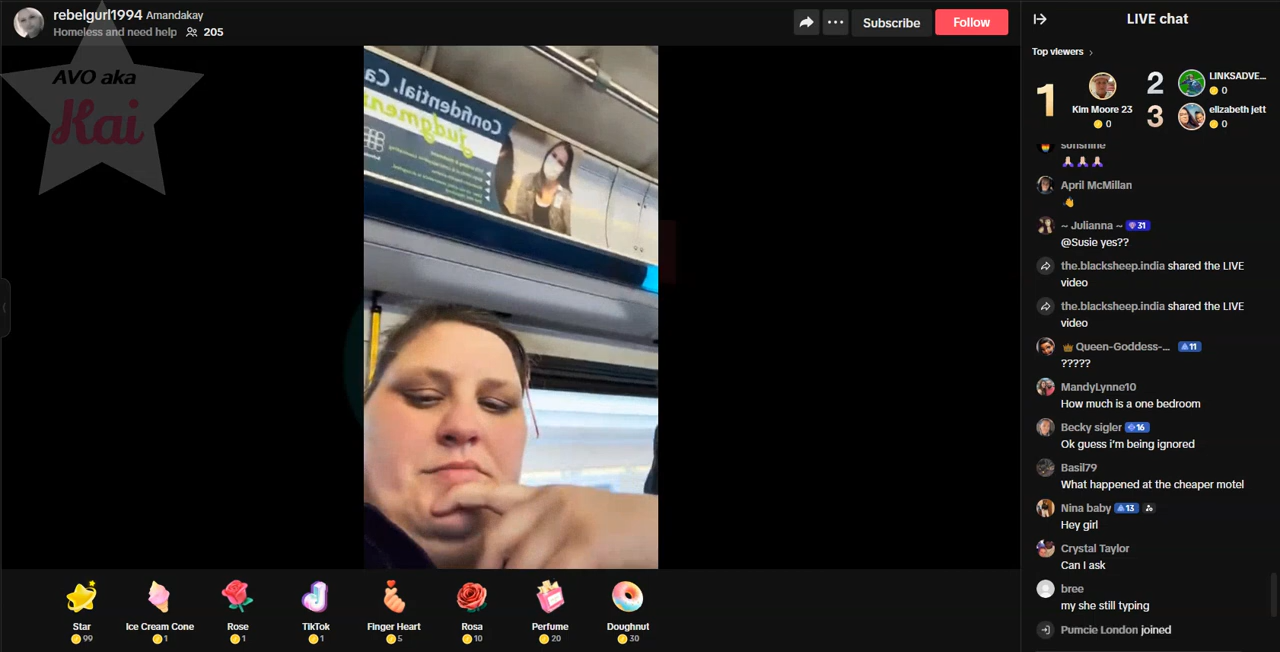 rebelgurl1994 Amandakay
Homeless and need help 205
Subscribe
Follow
AVO aka
Kai
Confidential. Ca
judgment
Star
99
Ice Cream Cone
1
Rose
1
TikTok
1
Finger Heart
5
Rosa
10
Perfume
20
Doughnut
30
LIVE chat
Top viewers
1
Kim Moore 23
0
2
LINKSADVE...
0
3
elizabeth jett
0
sunshine
April McMillan
~ Julianna ~ 31
@Susie yes??
the.blacksheep.india shared the LIVE
video
the.blacksheep.india shared the LIVE
video
Queen-Goddess-... 11
?????
MandyLynne10
How much is a one bedroom
Becky sigler 16
Ok guess i'm being ignored
Basil79
What happened at the cheaper motel
Nina baby 13
Hey girl
Crystal Taylor
Can I ask
bree
my she still typing
Pumcie London joined